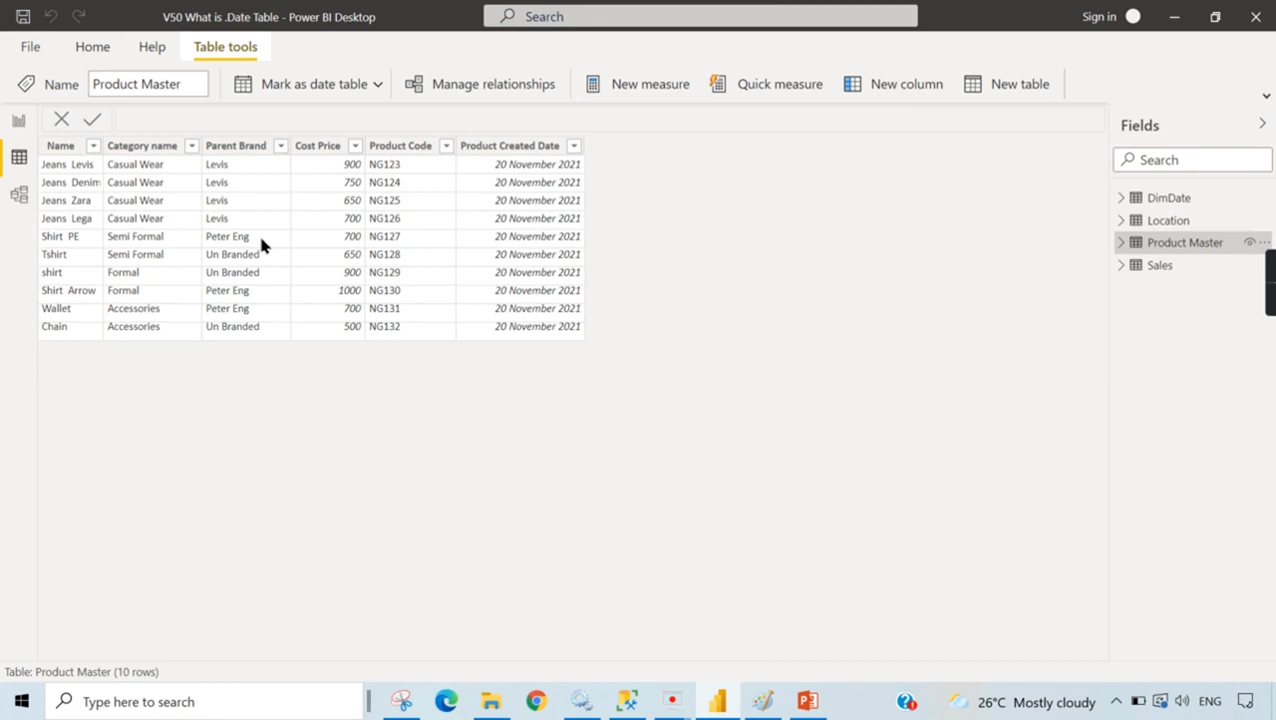 V50 What is .Date Table - Power BI Desktop
Search
Sign in
File Home Help Table tools
Name Product Master Mark as date table Manage relationships New measure Quick measure New column New table
Name Category name Parent Brand Cost Price Product Code Product Created Date
Jeans Levis Casual Wear Levis 900 NG123 20 November 2021
Jeans Denim Casual Wear Levis 750 NG124 20 November 2021
Jeans Zara Casual Wear Levis 650 NG125 20 November 2021
Jeans Lega Casual Wear Levis 700 NG126 20 November 2021
Shirt PE Semi Formal Peter Eng 700 NG127 20 November 2021
Tshirt Semi Formal Un Branded 650 NG128 20 November 2021
shirt Formal Un Branded 900 NG129 20 November 2021
Shirt Arrow Formal Peter Eng 1000 NG130 20 November 2021
Wallet Accessories Peter Eng 700 NG131 20 November 2021
Chain Accessories Un Branded 500 NG132 20 November 2021
Fields
Search
DimDate
Location
Product Master
Sales
Table: Product Master (10 rows)
Type here to search
26°C Mostly cloudy
ENG